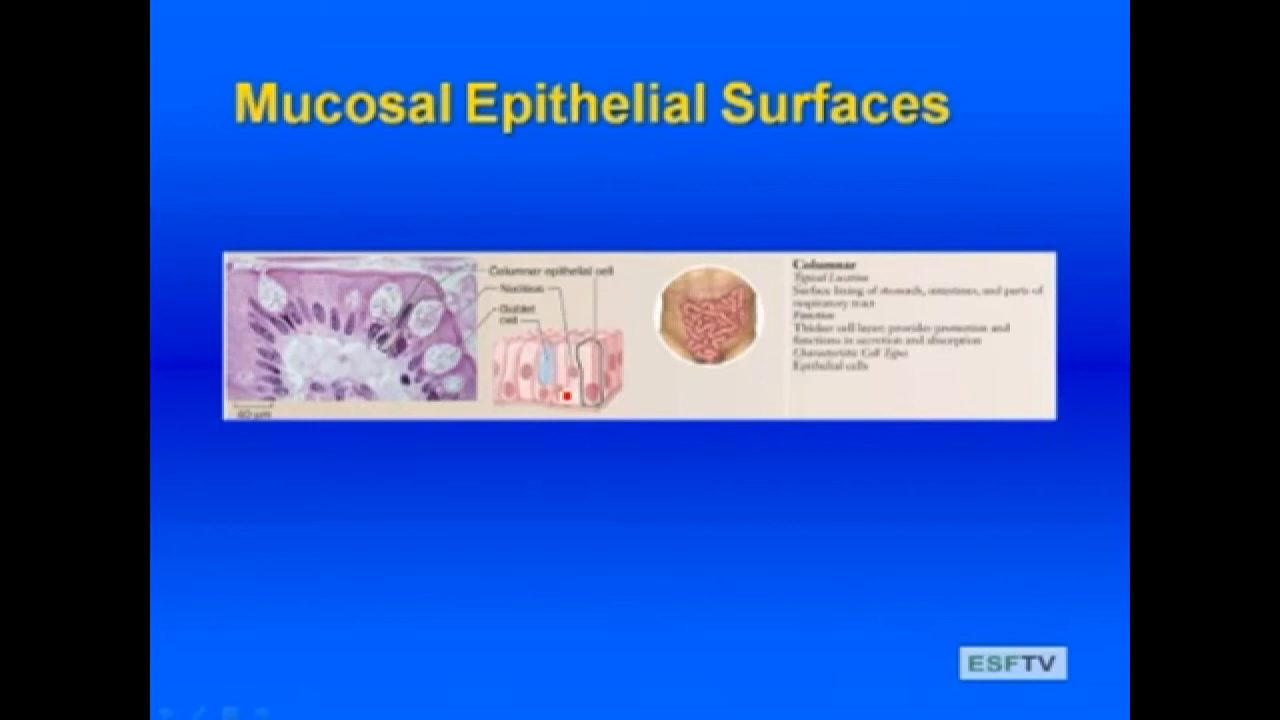 Mucosal Epithelial Surfaces
Columnar epithelial cell
Nucleus
Goblet
cell
40 µm
Columnar
Typical Location
Surface lining of stomach, intestines, and parts of
respiratory tract
Function
Thicker cell layer; provides protection and
functions in secretion and absorption
Characteristic Cell Types
Epithelial cells
ESFTV